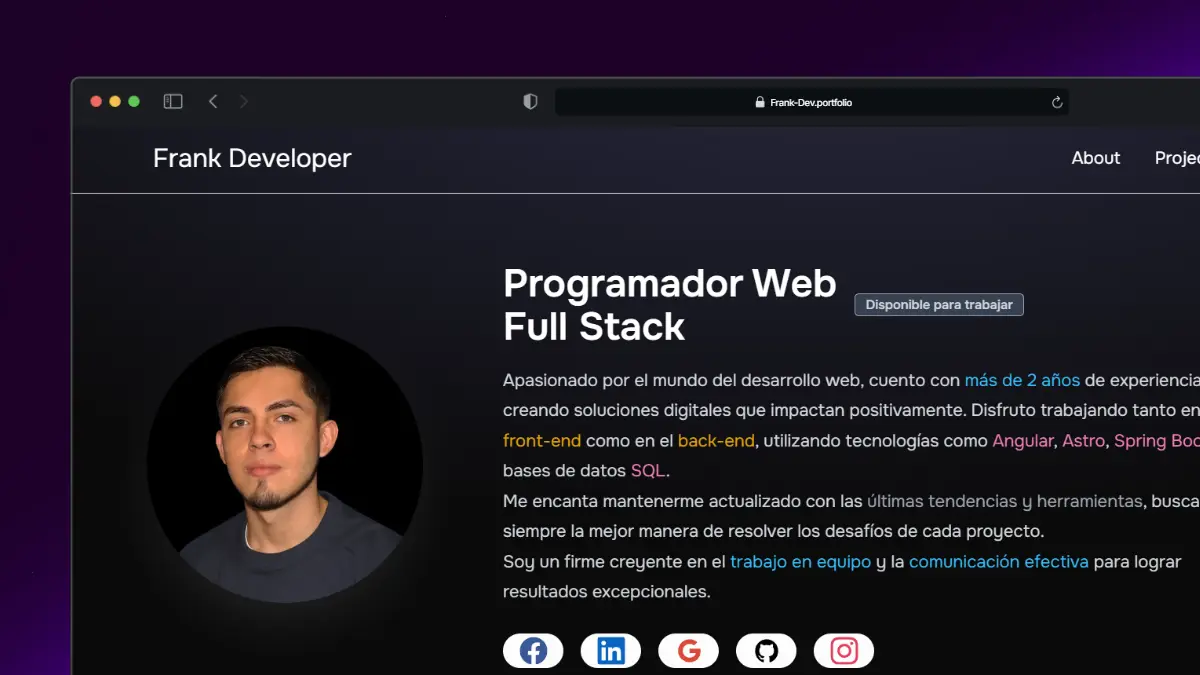 Frank-Dev.portfolio
Frank Developer
About
Programador Web
Full Stack
Disponible para trabajar
Apasionado por el mundo del desarrollo web, cuento con más de 2 años de experiencia
creando soluciones digitales que impactan positivamente. Disfruto trabajando tanto en
front-end como en el back-end, utilizando tecnologías como Angular, Astro, Spring
bases de datos SQL.
Me encanta mantenerme actualizado con las últimas tendencias y herramientas,
siempre la mejor manera de resolver los desafíos de cada proyecto.
Soy un firme creyente en el trabajo en equipo y la comunicación efectiva para lograr
resultados excepcionales.
in
G